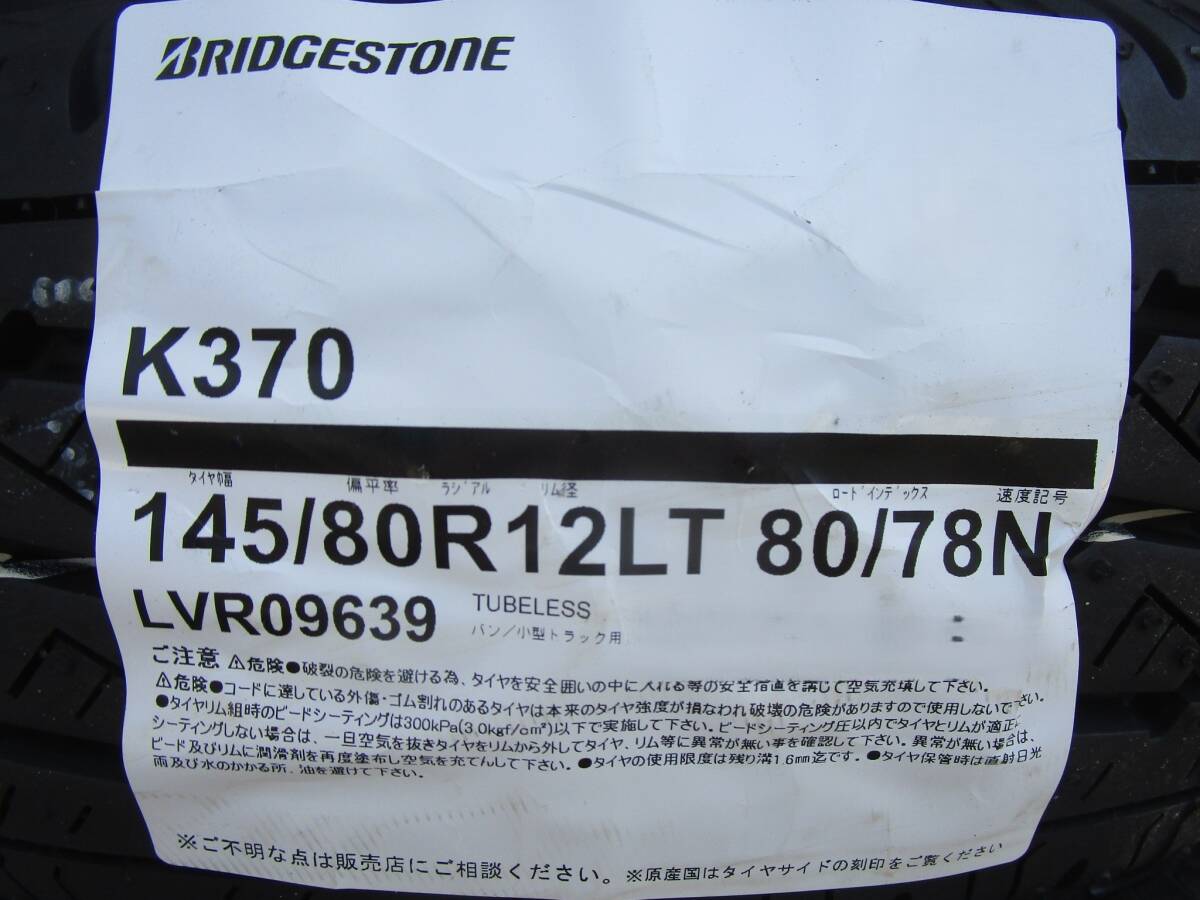 BRIDGESTONE
K370
タイヤ幅 偏平率 ラジアル リム径 ロードインデックス 速度記号
145/80R12LT 80/78N
LVR09639 TUBELESS
バン/小型トラック用
ご注意 ⚠危険●破裂の危険を避ける為、タイヤを安全囲いの中に入れる等の安全措置を講じて空気充填して下さい。
⚠危険●コードに達している外傷・ゴム割れのあるタイヤは本来のタイヤ強度が損なわれ破壊の危険がありますので使用しないで下さい。
●タイヤリム組時のビードシーティングは300kPa(3.0kgf/cm²)以下で実施して下さい。ビードシーティング圧以内でタイヤとリムが適正に
シーティングしない場合は、一旦空気を抜きタイヤをリムから外してタイヤ、リム等に異常が無い事を確認して下さい。異常が無い場合は、
ビード及びリムに潤滑剤を再度塗布し空気を充てんして下さい。●タイヤの使用限度は残り溝1.6mm迄です。●タイヤ保管時は直射日光
雨及び水のかかる所、油を避けて下さい。
※ご不明な点は販売店にご相談ください。※原産国はタイヤサイドの刻印をご覧ください